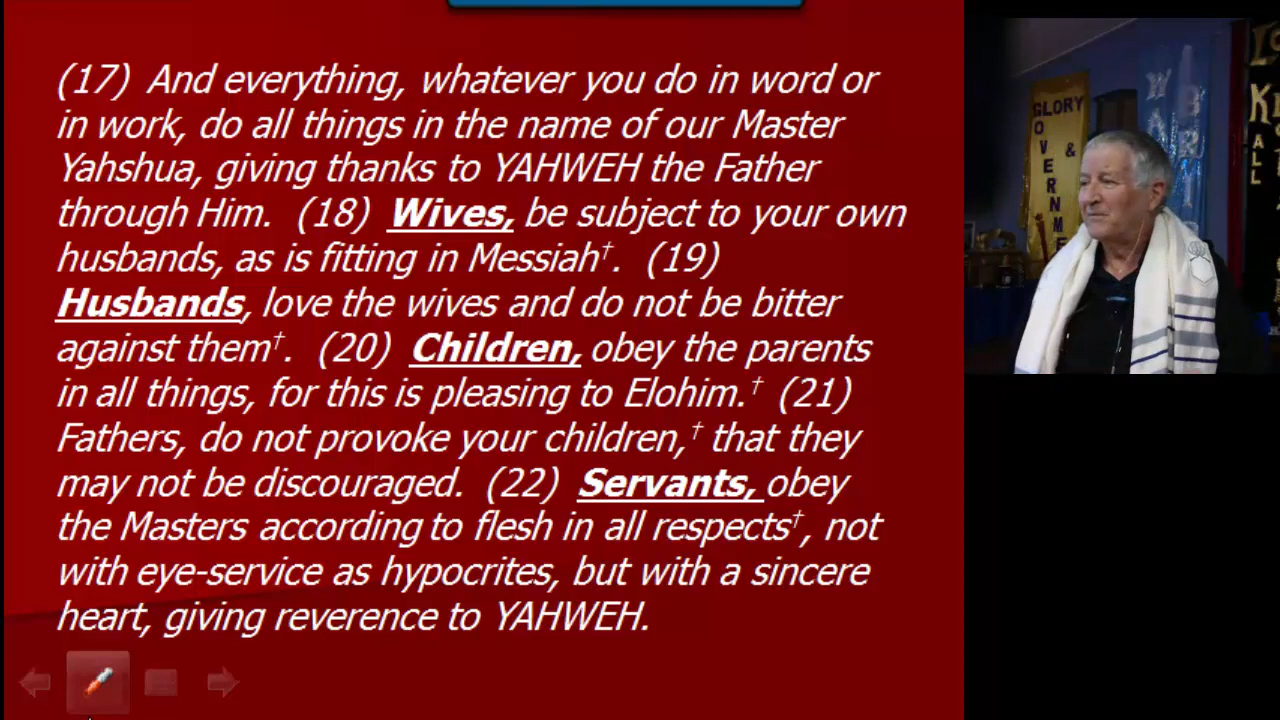 (17) And everything, whatever you do in word or
in work, do all things in the name of our Master
Yahshua, giving thanks to YAHWEH the Father
through Him. (18) Wives, be subject to your own
husbands, as is fitting in Messiah†. (19)
Husbands, love the wives and do not be bitter
against them†. (20) Children, obey the parents
in all things, for this is pleasing to Elohim.† (21)
Fathers, do not provoke your children,† that they
may not be discouraged. (22) Servants, obey
the Masters according to flesh in all respects†, not
with eye-service as hypocrites, but with a sincere
heart, giving reverence to YAHWEH.
GLORY
&